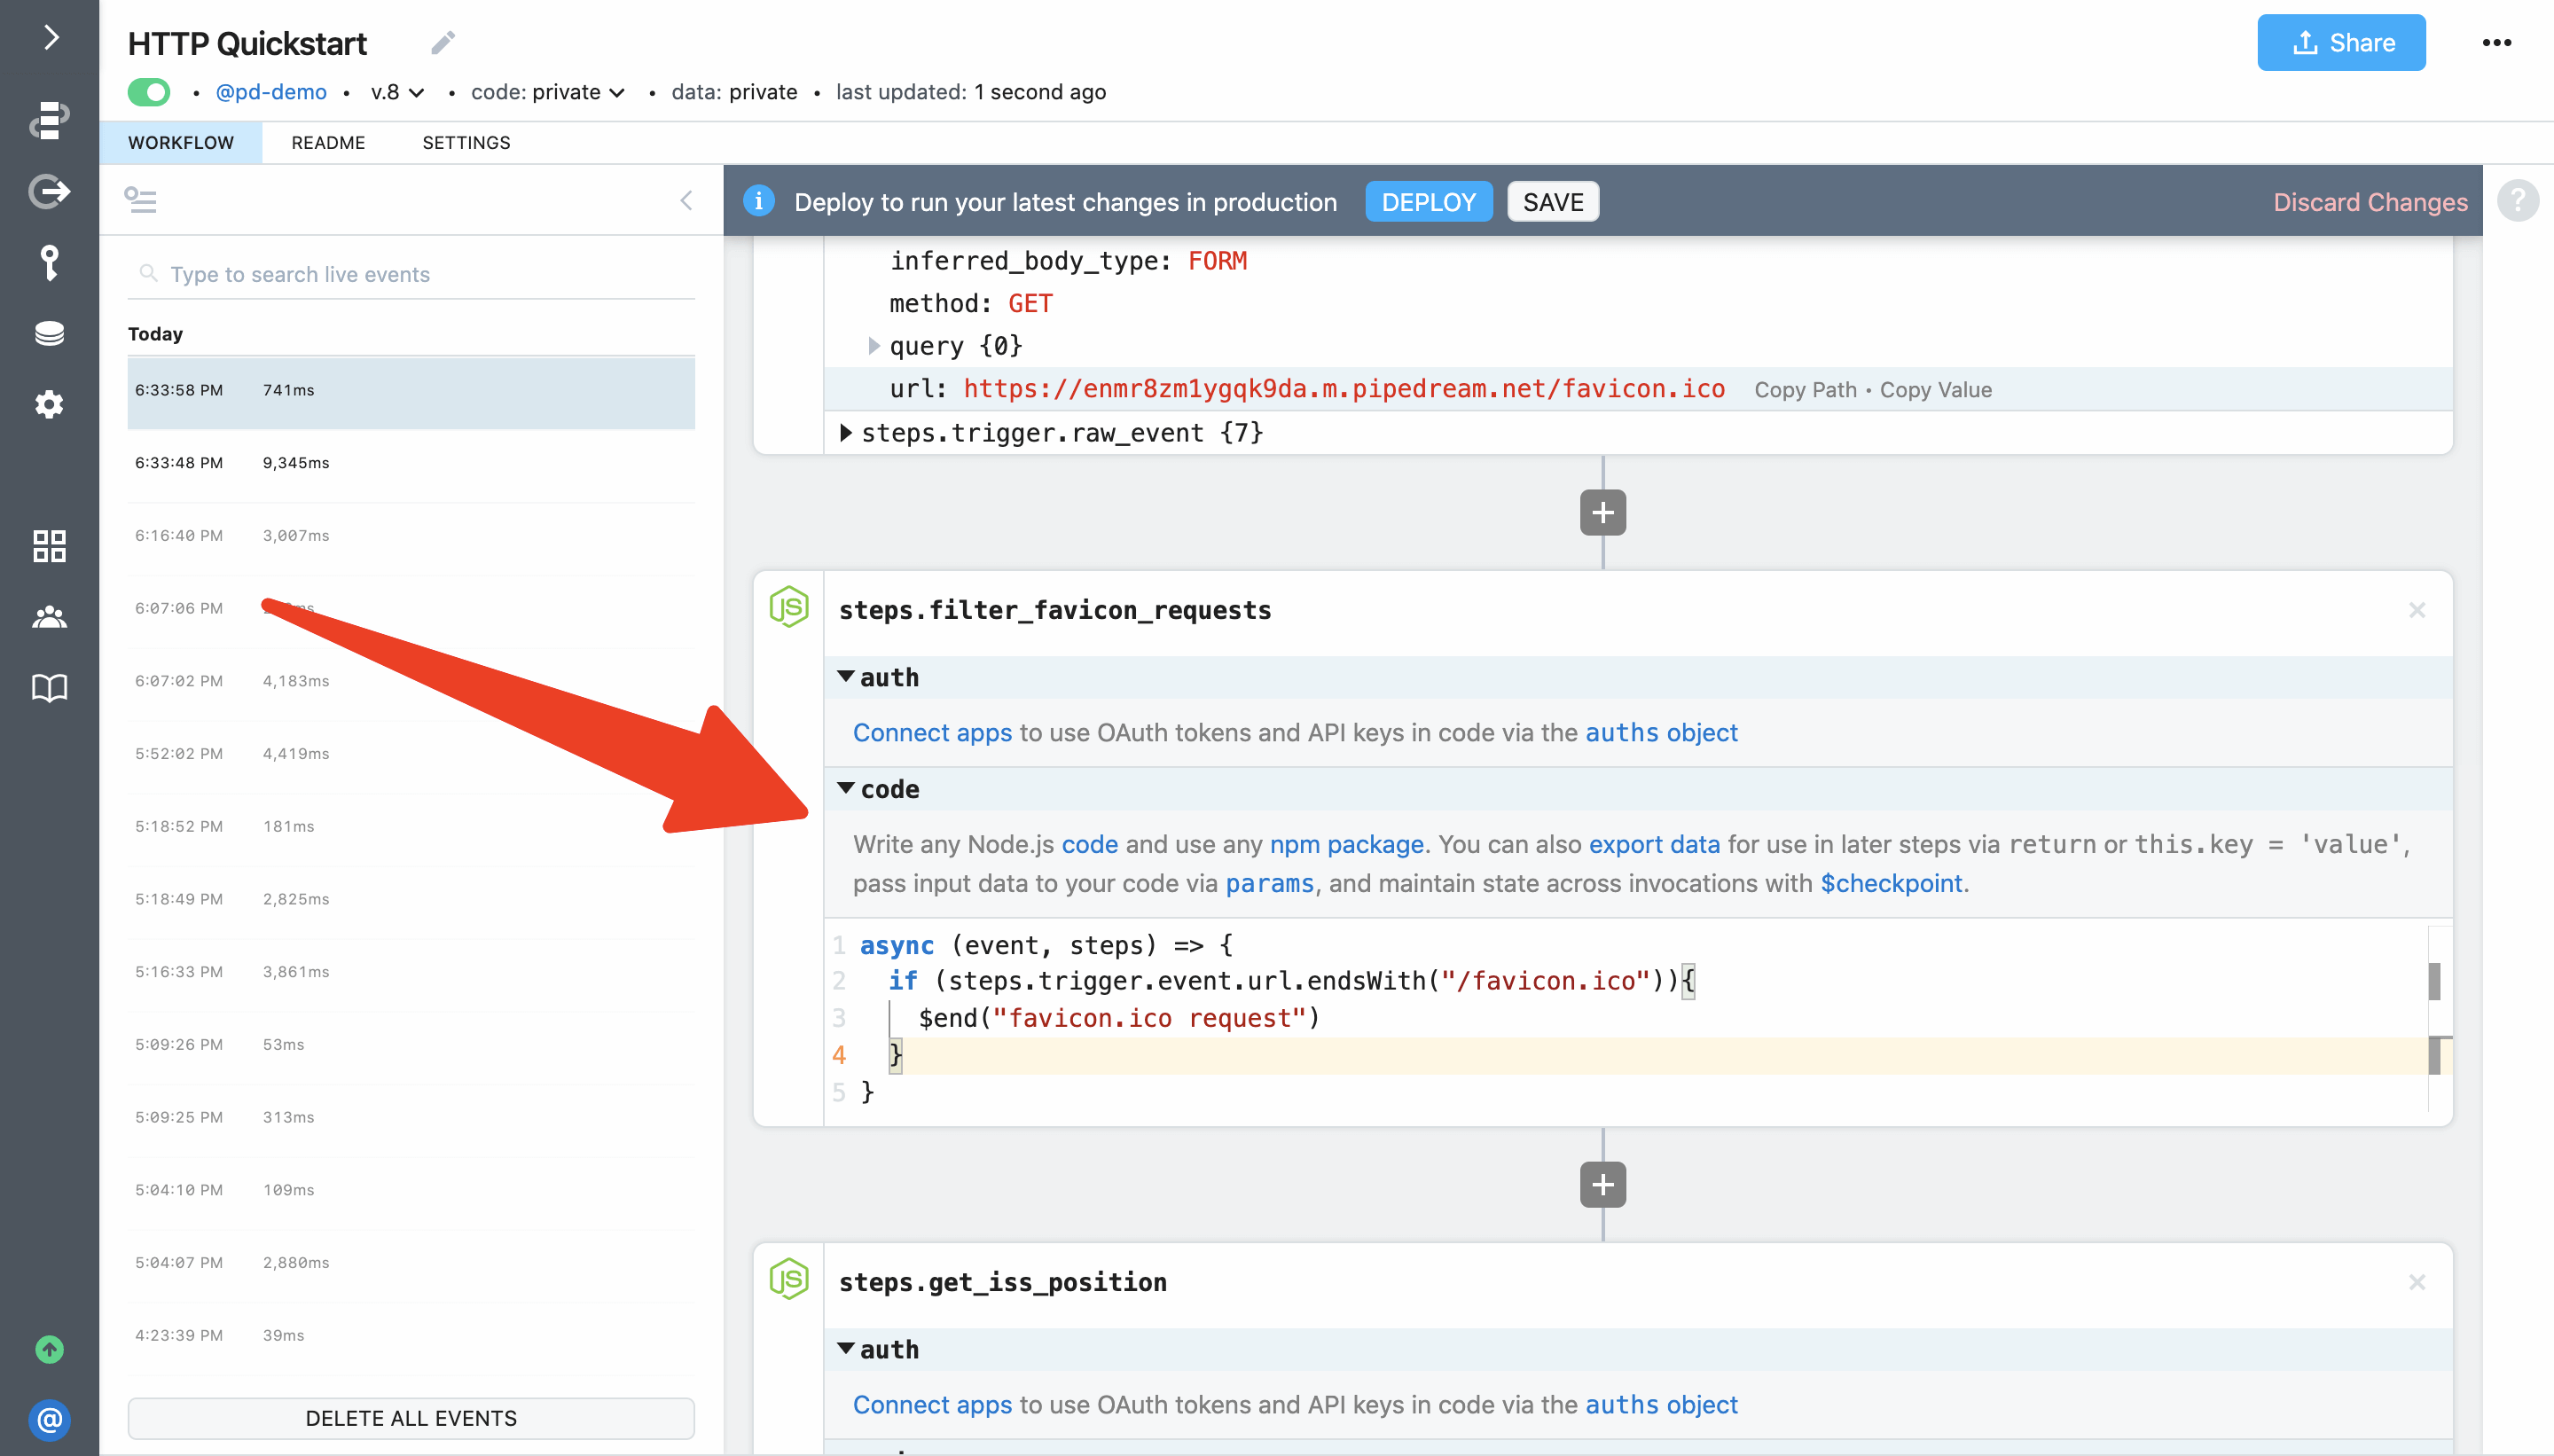 HTTP Quickstart
Share
• @pd-demo • v.8 • code: private • data: private • last updated: 1 second ago
WORKFLOW README SETTINGS
Deploy to run your latest changes in production DEPLOY SAVE Discard Changes ?
Type to search live events
Today
6:33:58 PM 741ms
6:33:48 PM 9,345ms
6:16:40 PM 3,007ms
6:07:06 PM
6:07:02 PM 4,183ms
5:52:02 PM 4,419ms
5:18:52 PM 181ms
5:18:49 PM 2,825ms
5:16:33 PM 3,861ms
5:09:26 PM 53ms
5:09:25 PM 313ms
5:04:10 PM 109ms
5:04:07 PM 2,880ms
4:23:39 PM 39ms
DELETE ALL EVENTS
@
inferred_body_type: FORM
method: GET
query {0}
url: https://enmr8zm1ygqk9da.m.pipedream.net/favicon.ico Copy Path • Copy Value
steps.trigger.raw_event {7}
+
JS
steps.filter_favicon_requests
auth
Connect apps to use OAuth tokens and API keys in code via the auths object
code
Write any Node.js code and use any npm package. You can also export data for use in later steps via return or this.key = 'value',
pass input data to your code via params, and maintain state across invocations with $checkpoint.
1 async (event, steps) => {
2 if (steps.trigger.event.url.endsWith("/favicon.ico")){
3 $end("favicon.ico request")
4 }
5 }
+
JS
steps.get_iss_position
auth
Connect apps to use OAuth tokens and API keys in code via the auths object